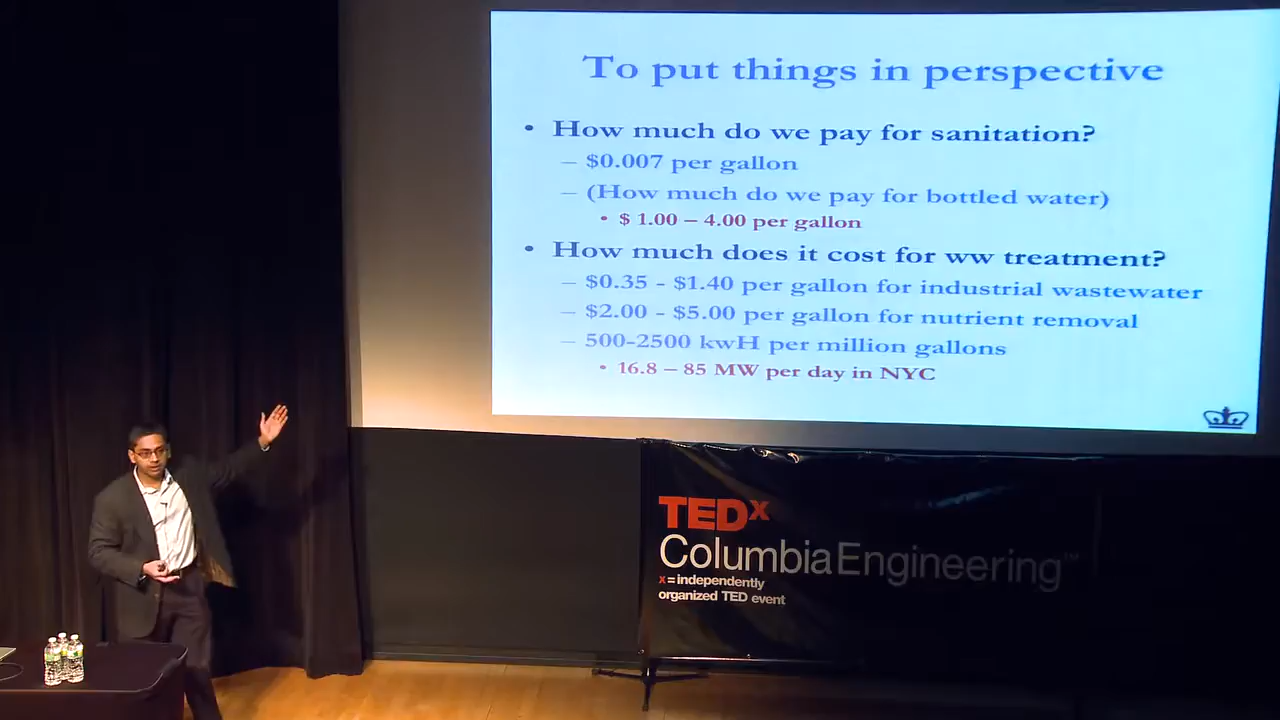 To put things in perspective
• How much do we pay for sanitation?
– $0.007 per gallon
– (How much do we pay for bottled water)
• $ 1.00 – 4.00 per gallon
• How much does it cost for ww treatment?
– $0.35 - $1.40 per gallon for industrial wastewater
– $2.00 - $5.00 per gallon for nutrient removal
– 500-2500 kwH per million gallons
• 16.8 – 85 MW per day in NYC
TEDx
ColumbiaEngineering™
x = independently
organized TED event